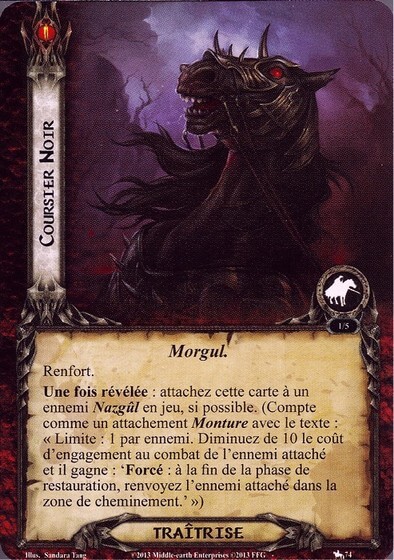 COURSIER NOIR
1/5
Morgul.
Renfort.
Une fois révélée : attachez cette carte à un
ennemi Nazgûl en jeu, si possible. (Compte
comme un attachement Monture avec le texte :
« Limite : 1 par ennemi. Diminuez de 10 le coût
d'engagement au combat de l'ennemi attaché
et il gagne : 'Forcé : à la fin de la phase de
restauration, renvoyez l'ennemi attaché dans la
zone de cheminement.' »)
TRAÎTRISE
Illus. Sandara Tang ©2013 Middle-earth Enterprises ©2013 FFG 74